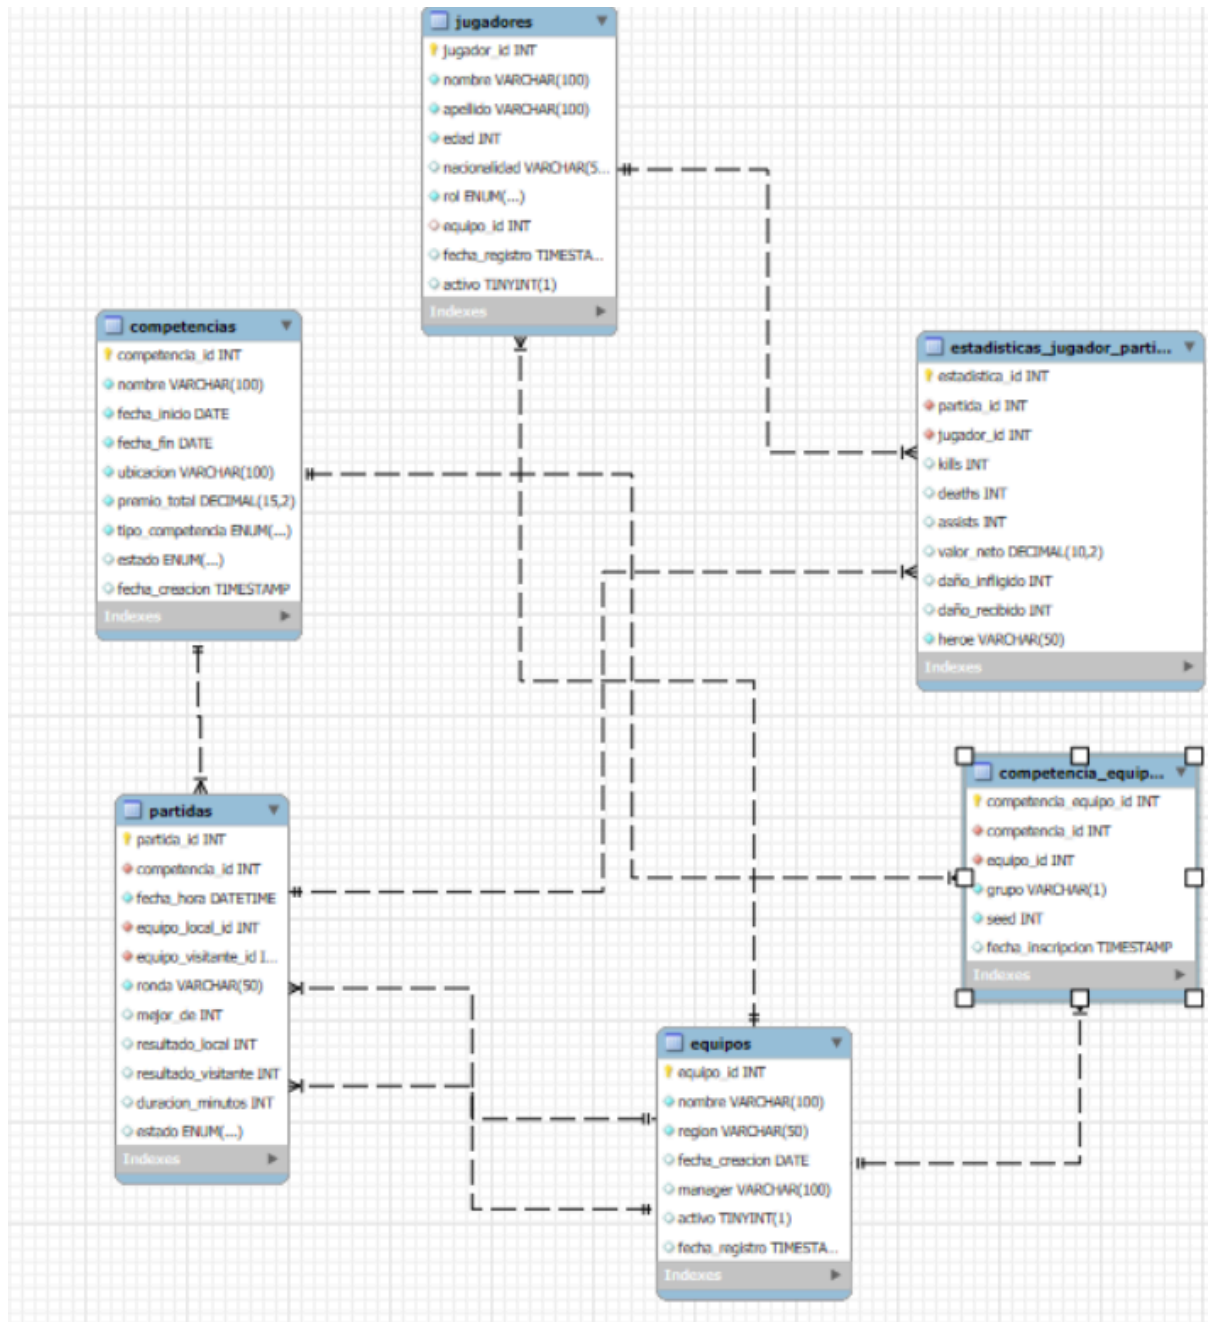 jugadores
jugador_id INT
nombre VARCHAR(100)
apellido VARCHAR(100)
edad INT
nacionalidad VARCHAR(5...
rol ENUM(...)
equipo_id INT
fecha_registro TIMESTA...
activo TINYINT(1)
Indexes
competencias
competencia_id INT
nombre VARCHAR(100)
fecha_inicio DATE
fecha_fin DATE
ubicacion VARCHAR(100)
premio_total DECIMAL(15,2)
tipo_competencia ENUM(...)
estado ENUM(...)
fecha_creacion TIMESTAMP
Indexes
estadisticas_jugador_parti...
estadistica_id INT
partida_id INT
jugador_id INT
kills INT
deaths INT
assists INT
valor_neto DECIMAL(10,2)
daño_infligido INT
daño_recibido INT
heroe VARCHAR(50)
Indexes
partidas
partida_id INT
competencia_id INT
fecha_hora DATETIME
equipo_local_id INT
equipo_visitante_id I...
ronda VARCHAR(50)
mejor_de INT
resultado_local INT
resultado_visitante INT
duracion_minutos INT
estado ENUM(...)
Indexes
competencia_equip...
competencia_equipo_id INT
competencia_id INT
equipo_id INT
grupo VARCHAR(1)
seed INT
fecha_inscripcion TIMESTAMP
Indexes
equipos
equipo_id INT
nombre VARCHAR(100)
region VARCHAR(50)
fecha_creacion DATE
manager VARCHAR(100)
activo TINYINT(1)
fecha_registro TIMESTA...
Indexes